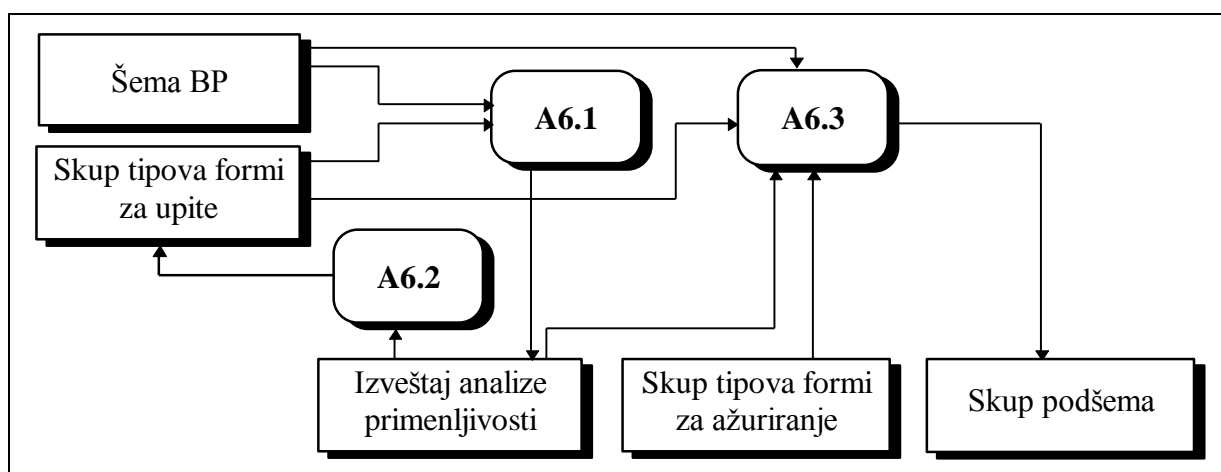 Šema BP
A6.1
A6.3
Skup tipova formi
za upite
A6.2
Izveštaj analize
primenljivosti
Skup tipova formi
za ažuriranje
Skup podšema